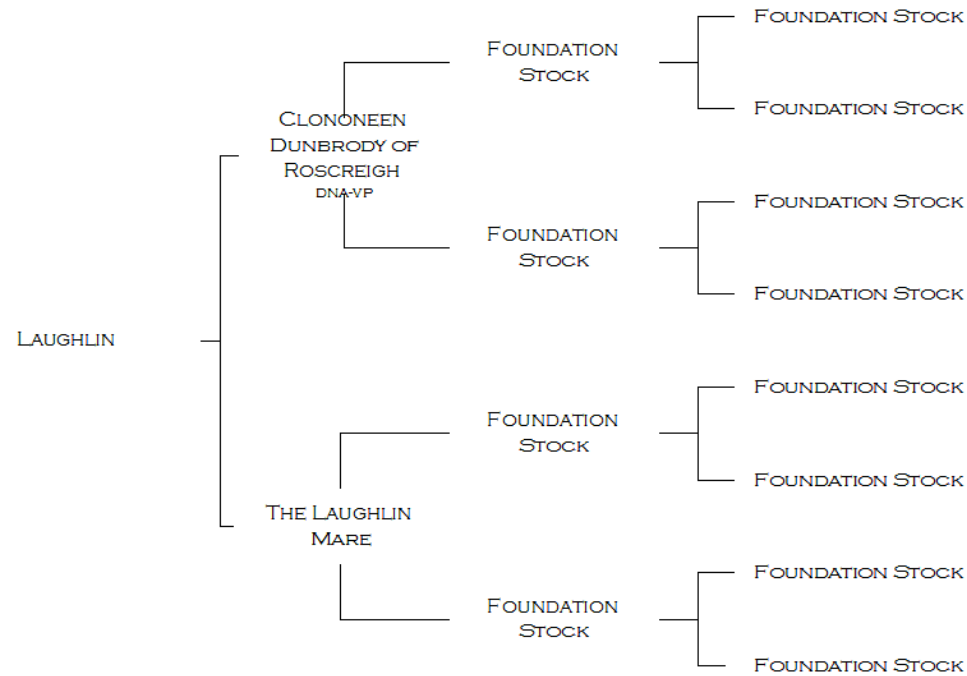 Foundation Stock
Foundation
Stock
Foundation Stock
Clononeen
Dunbrody of
Roscreigh
DNA-VP
Foundation Stock
Foundation
Stock
Foundation Stock
Laughlin
Foundation Stock
Foundation
Stock
Foundation Stock
The Laughlin
Mare
Foundation Stock
Foundation
Stock
Foundation Stock